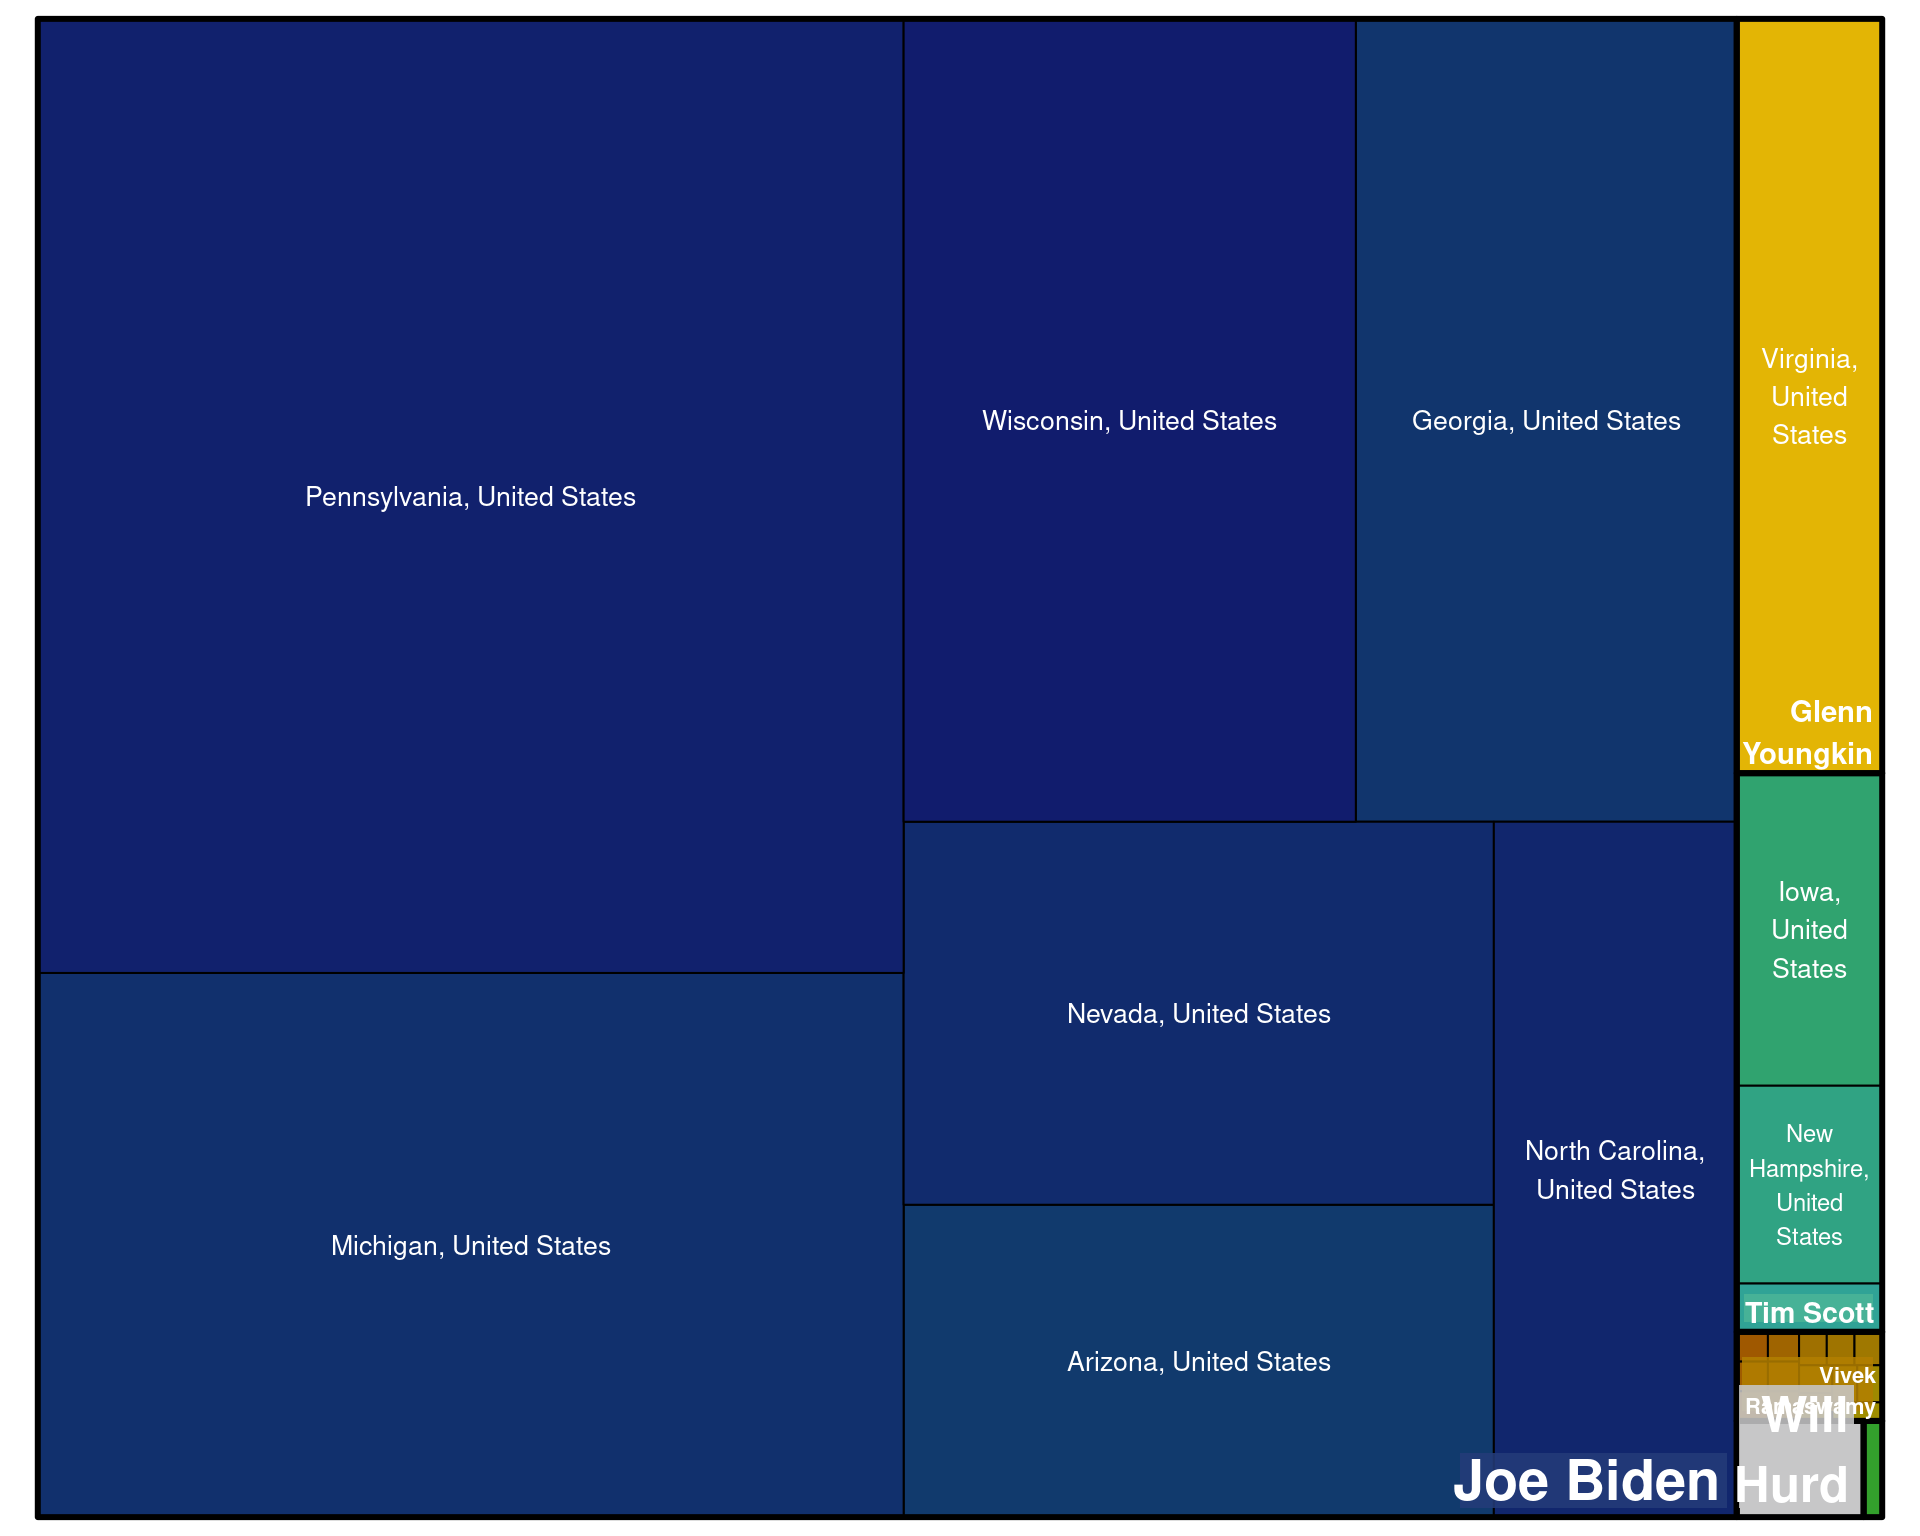 Pennsylvania, United States
Wisconsin, United States
Georgia, United States
Virginia,
United
States
Glenn
Youngkin
Michigan, United States
Nevada, United States
Arizona, United States
North Carolina,
United States
Joe Biden
Iowa,
United
States
New
Hampshire,
United
States
Tim Scott
Vivek
Ramaswamy
Will
Hurd